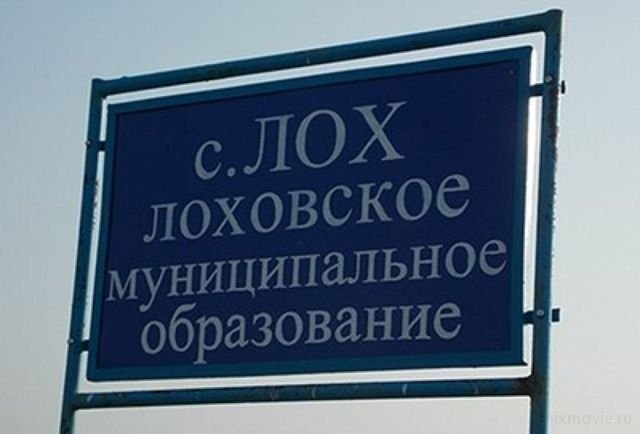 с. ЛОХ
лоховское
муниципальное
образование